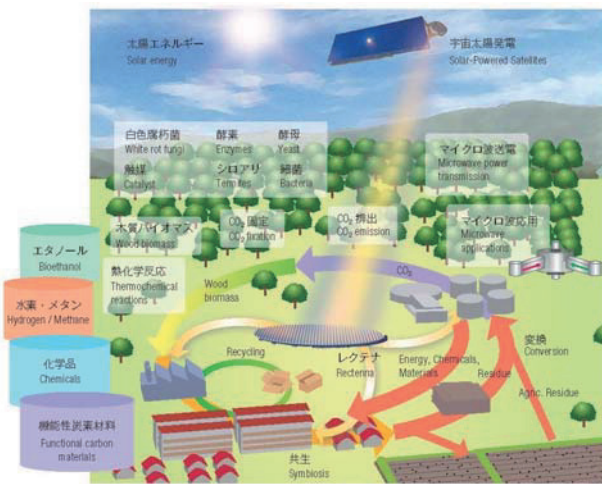 太陽エネルギー
Solar energy
宇宙太陽発電
Solar-Powered Satellites
白色腐朽菌
White rot fungi
酵素
Enzymes
酵母
Yeast
触媒
Catalyst
シロアリ
Termites
細菌
Bacteria
マイクロ波送電
Microwave power
transmission
木質バイオマス
Wood biomass
CO₂ 固定
CO₂ fixation
CO₂ 排出
CO₂ emission
マイクロ波応用
Microwave
applications
エタノール
Bioethanol
熱化学反応
Thermochemical
reactions
Wood
biomass
CO₂
水素・メタン
Hydrogen / Methane
化学品
Chemicals
機能性炭素材料
Functional carbon
materials
Recycling
レクテナ
Rectenna
Energy, Chemicals,
Materials
Residue
変換
Conversion
Agric. Residue
共生
Symbiosis